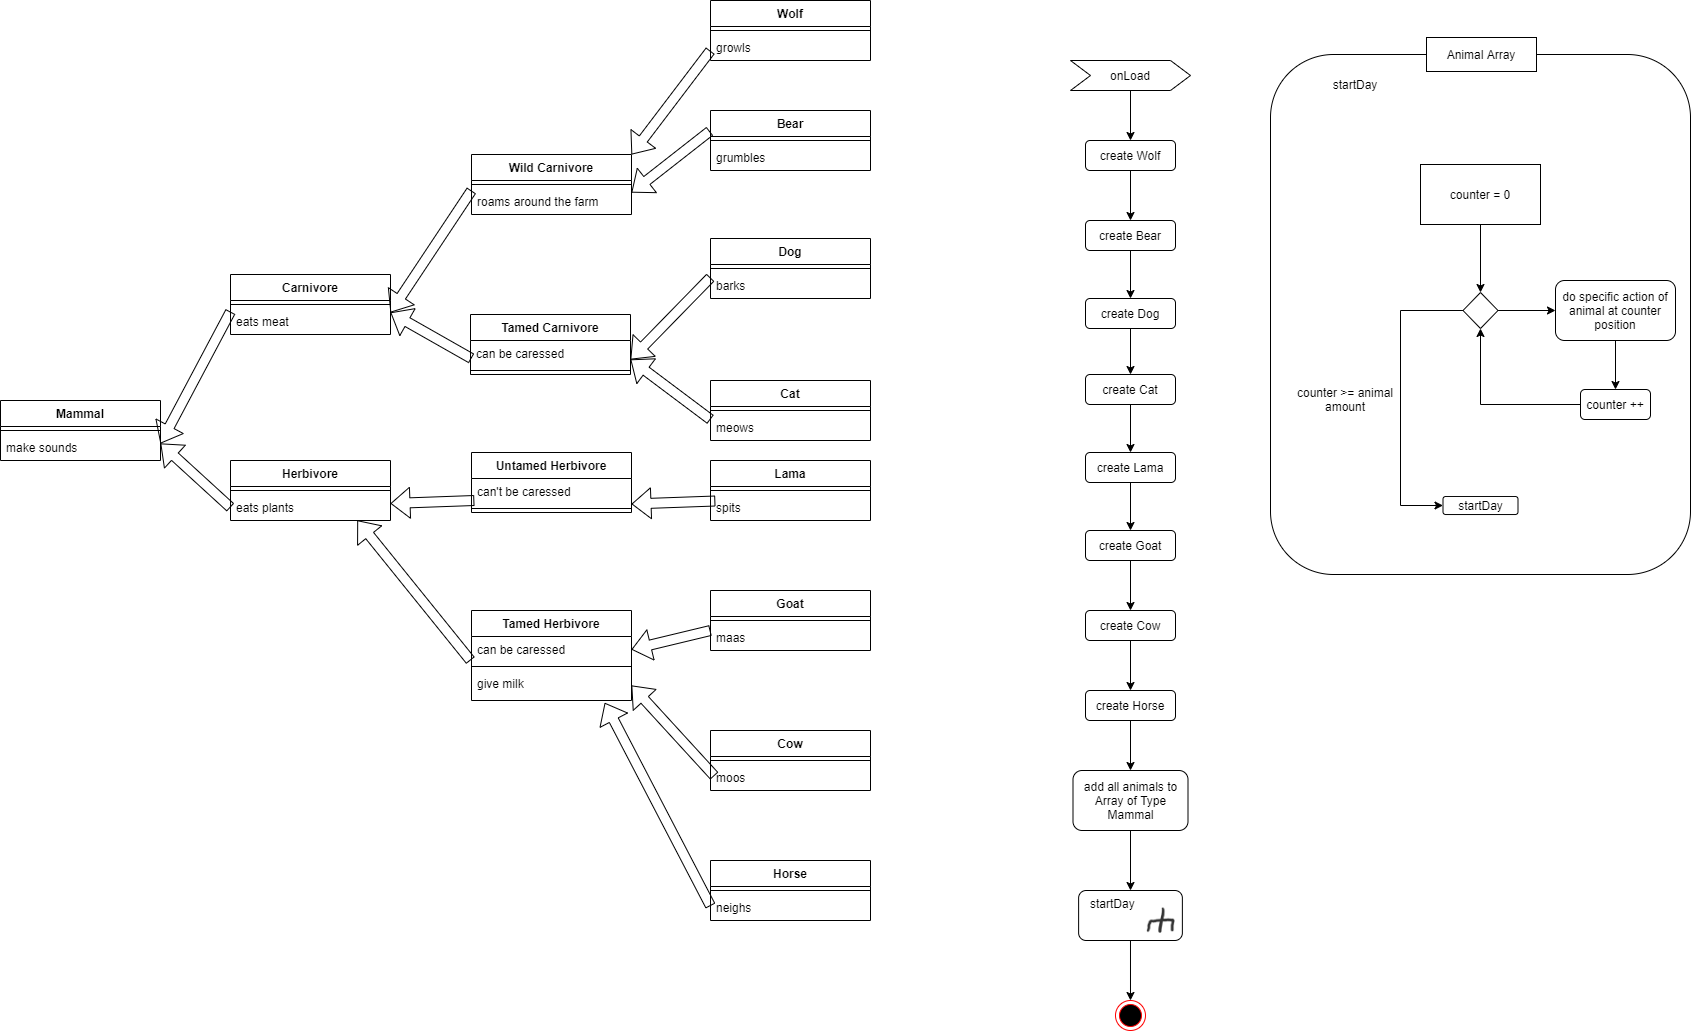 Wolf
growls
Bear
grumbles
Wild Carnivore
roams around the farm
Dog
barks
Carnivore
eats meat
Tamed Carnivore
can be caressed
Cat
meows
Mammal
make sounds
Herbivore
eats plants
Untamed Herbivore
can't be caressed
Lama
spits
Goat
maas
Tamed Herbivore
can be caressed
give milk
Cow
moos
Horse
neighs
onLoad
create Wolf
create Bear
create Dog
create Cat
create Lama
create Goat
create Cow
create Horse
add all animals to
Array of Type
Mammal
startDay
Animal Array
startDay
counter = 0
do specific action of
animal at counter
position
counter ++
counter >= animal
amount
startDay